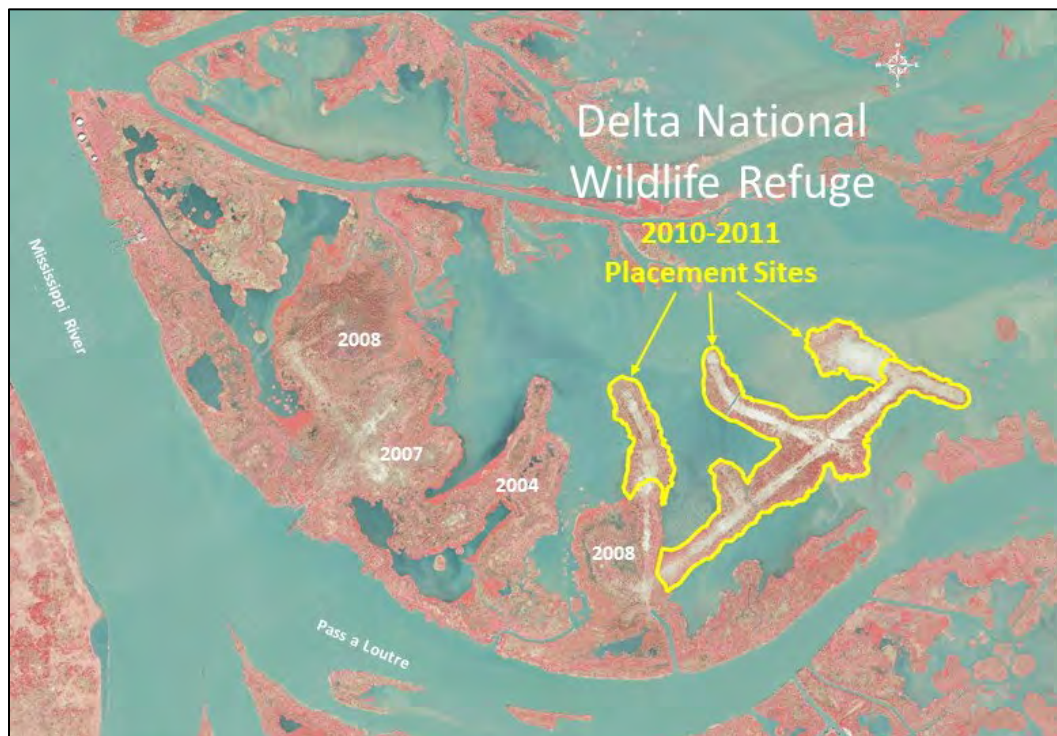 Delta National
Wildlife Refuge
2010-2011
Placement Sites
Mississippi River
2008
2007
2004
2008
Pass a Loutre